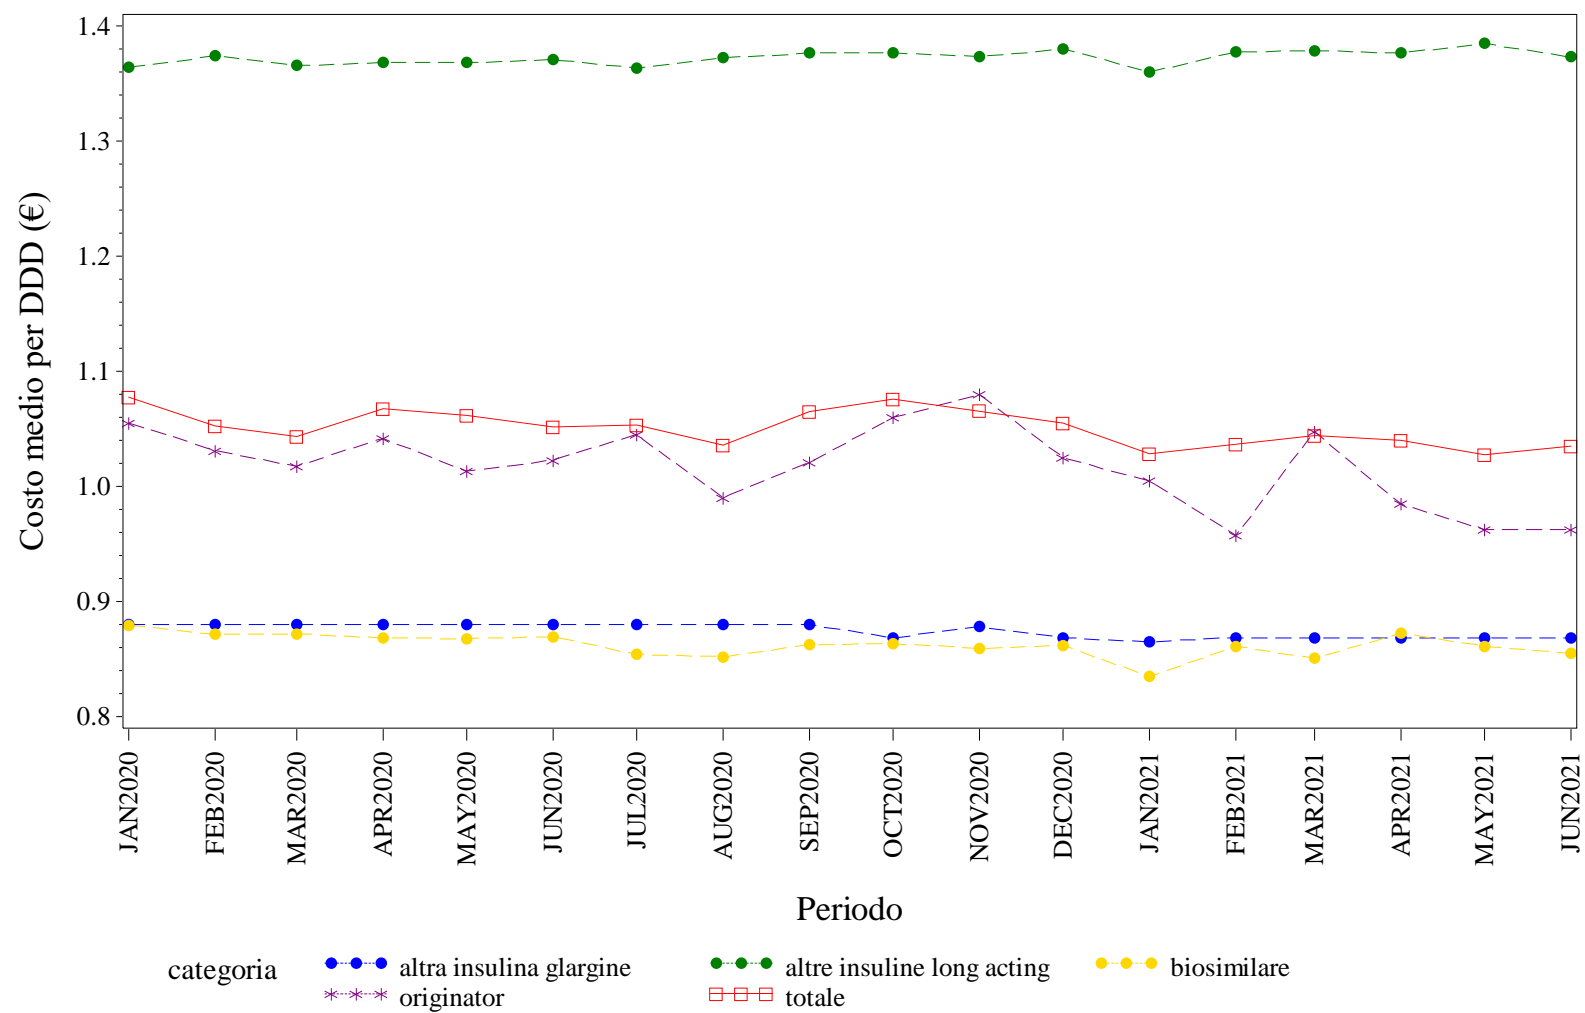 Costo medio per DDD (€)
1.4
1.3
1.2
1.1
1.0
0.9
0.8
JAN2020
FEB2020
MAR2020
APR2020
MAY2020
JUN2020
JUL2020
AUG2020
SEP2020
OCT2020
NOV2020
DEC2020
JAN2021
FEB2021
MAR2021
APR2021
MAY2021
JUN2021
Periodo
categoria
altra insulina glargine
altre insuline long acting
biosimilare
originator
totale